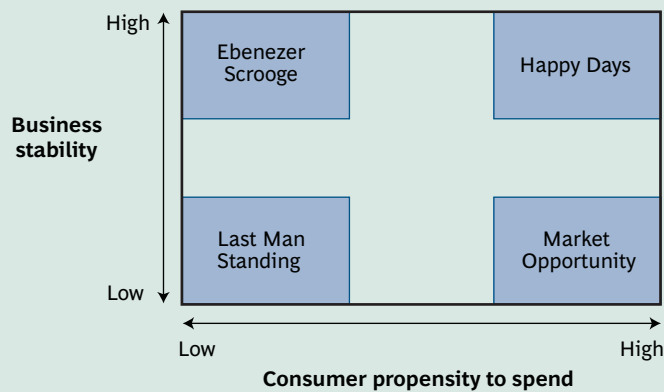 High
Ebenezer
Scrooge
Happy Days
Business
stability
Last Man
Standing
Market
Opportunity
Low
Low
High
Consumer propensity to spend